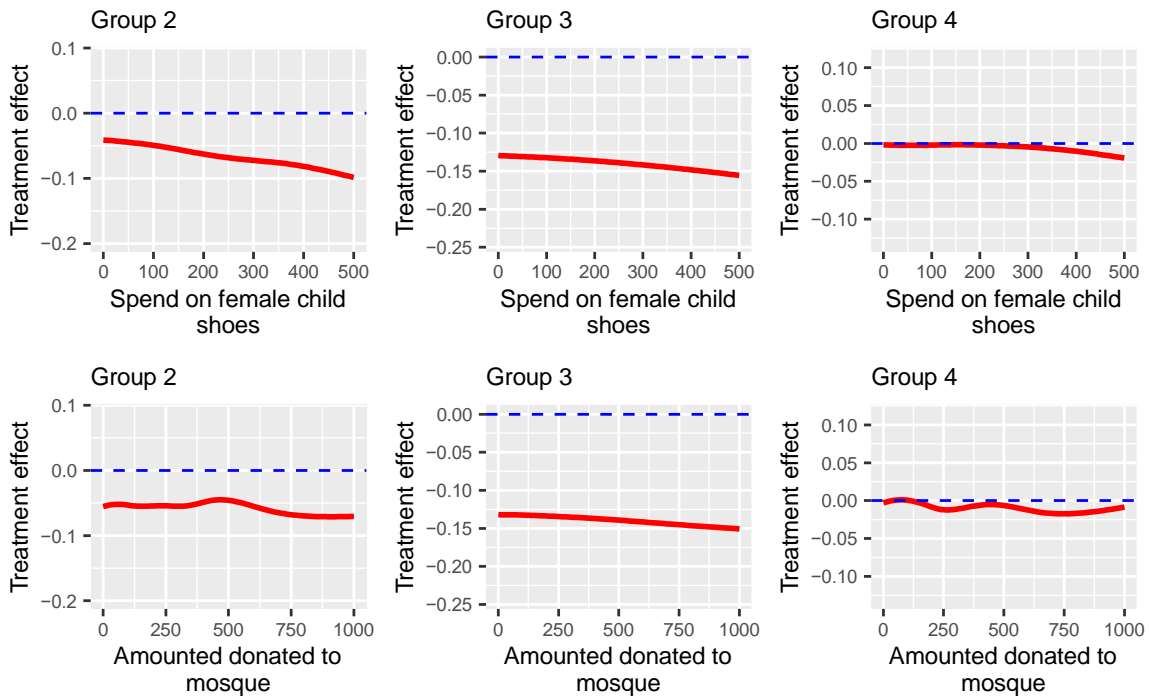 Group 2
Group 3
Group 4
Treatment effect
0.1
0.0
−0.1
−0.2
0 100 200 300 400 500
Spend on female child
shoes
Treatment effect
0.00
−0.05
−0.10
−0.15
−0.20
−0.25
0 100 200 300 400 500
Spend on female child
shoes
Treatment effect
0.10
0.05
0.00
−0.05
−0.10
0 100 200 300 400 500
Spend on female child
shoes
Group 2
Group 3
Group 4
Treatment effect
0.1
0.0
−0.1
−0.2
0 250 500 750 1000
Amounted donated to
mosque
Treatment effect
0.00
−0.05
−0.10
−0.15
−0.20
−0.25
0 250 500 750 1000
Amounted donated to
mosque
Treatment effect
0.10
0.05
0.00
−0.05
−0.10
0 250 500 750 1000
Amounted donated to
mosque